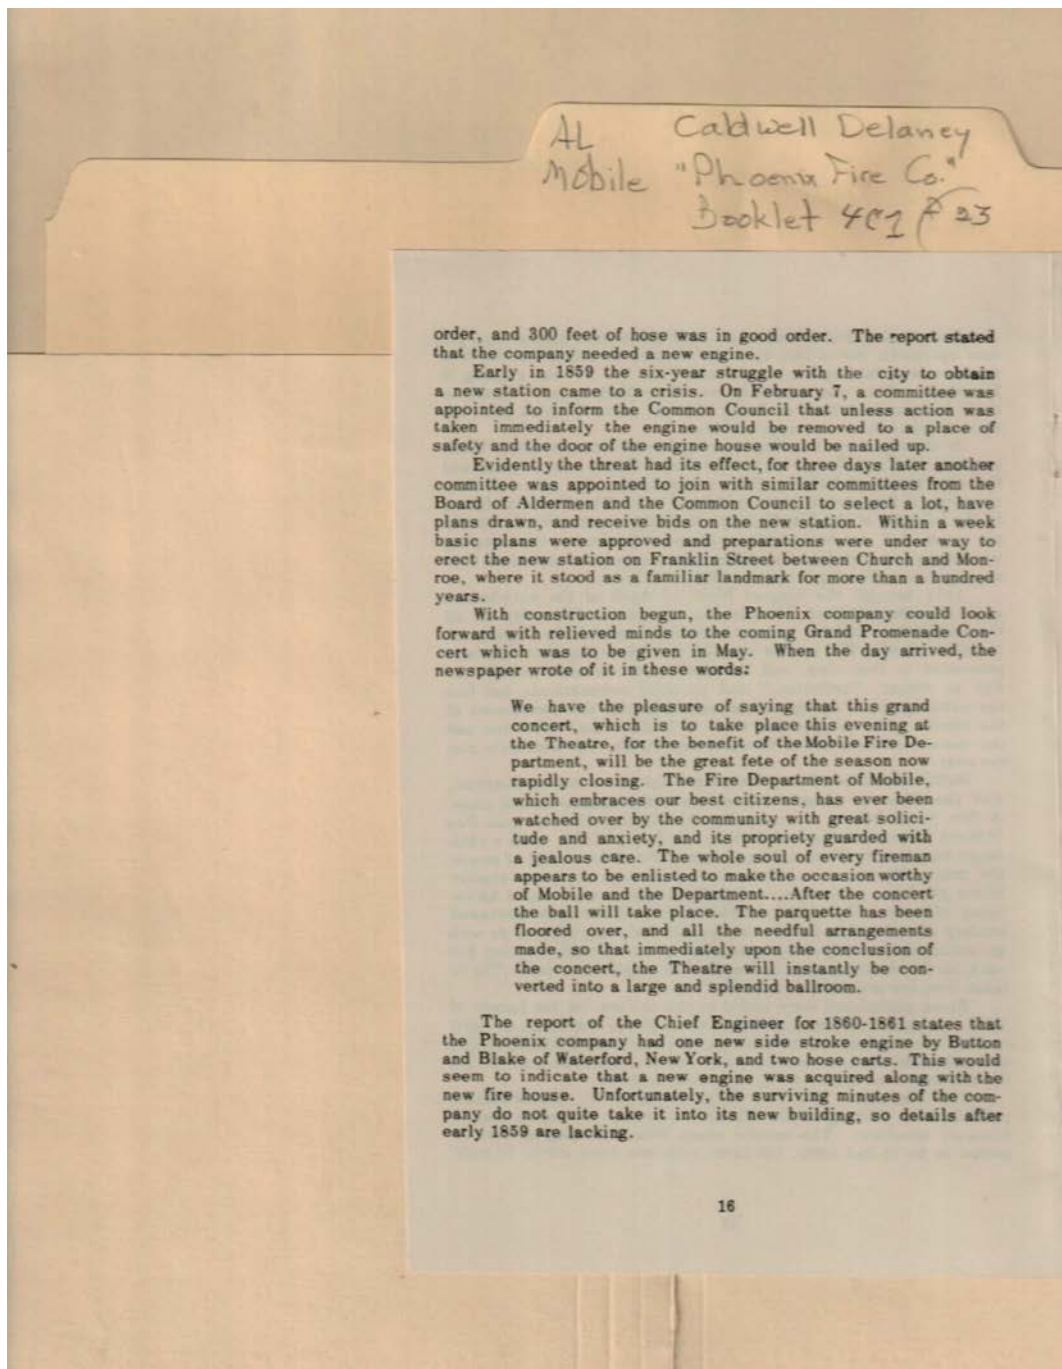 AL Caldwell Delaney
Mobile "Phoenix Fire Co."
Booklet 23
order, and 300 feet of hose was in good order. The report stated
that the company needed a new engine.
Early in 1859 the six-year struggle with the city to obtain
a new station came to a crisis. On February 7, a committee was
appointed to inform the Common Council that unless action was
taken immediately the engine would be removed to a place of
safety and the door of the engine house would be nailed up.
Evidently the threat had its effect, for three days later another
committee was appointed to join with similar committees from the
Board of Aldermen and the Common Council to select a lot, have
plans drawn, and receive bids on the new station. Within a week
basic plans were approved and preparations were under way to
erect the new station on Franklin Street between Church and Mon-
roe, where it stood as a familiar landmark for more than a hundred
years.
With construction begun, the Phoenix company could look
forward with relieved minds to the coming Grand Promenade Con-
cert which was to be given in May. When the day arrived, the
newspaper wrote of it in these words:
We have the pleasure of saying that this grand
concert, which is to take place this evening at
the Theatre, for the benefit of the Mobile Fire De-
partment, will be the great fete of the season now
rapidly closing. The Fire Department of Mobile,
which embraces our best citizens, has ever been
watched over by the community with great solici-
tude and anxiety, and its propriety guarded with
a jealous care. The whole soul of every fireman
appears to be enlisted to make the occasion worthy
of Mobile and the Department....After the concert
the ball will take place. The parquette has been
floored over, and all the needful arrangements
made, so that immediately upon the conclusion of
the concert, the Theatre will instantly be con-
verted into a large and splendid ballroom.
The report of the Chief Engineer for 1860-1861 states that
the Phoenix company had one new side stroke engine by Button
and Blake of Waterford, New York, and two hose carts. This would
seem to indicate that a new engine was acquired along with the
new fire house. Unfortunately, the surviving minutes of the com-
pany do not quite take it into its new building, so details after
early 1859 are lacking.
16